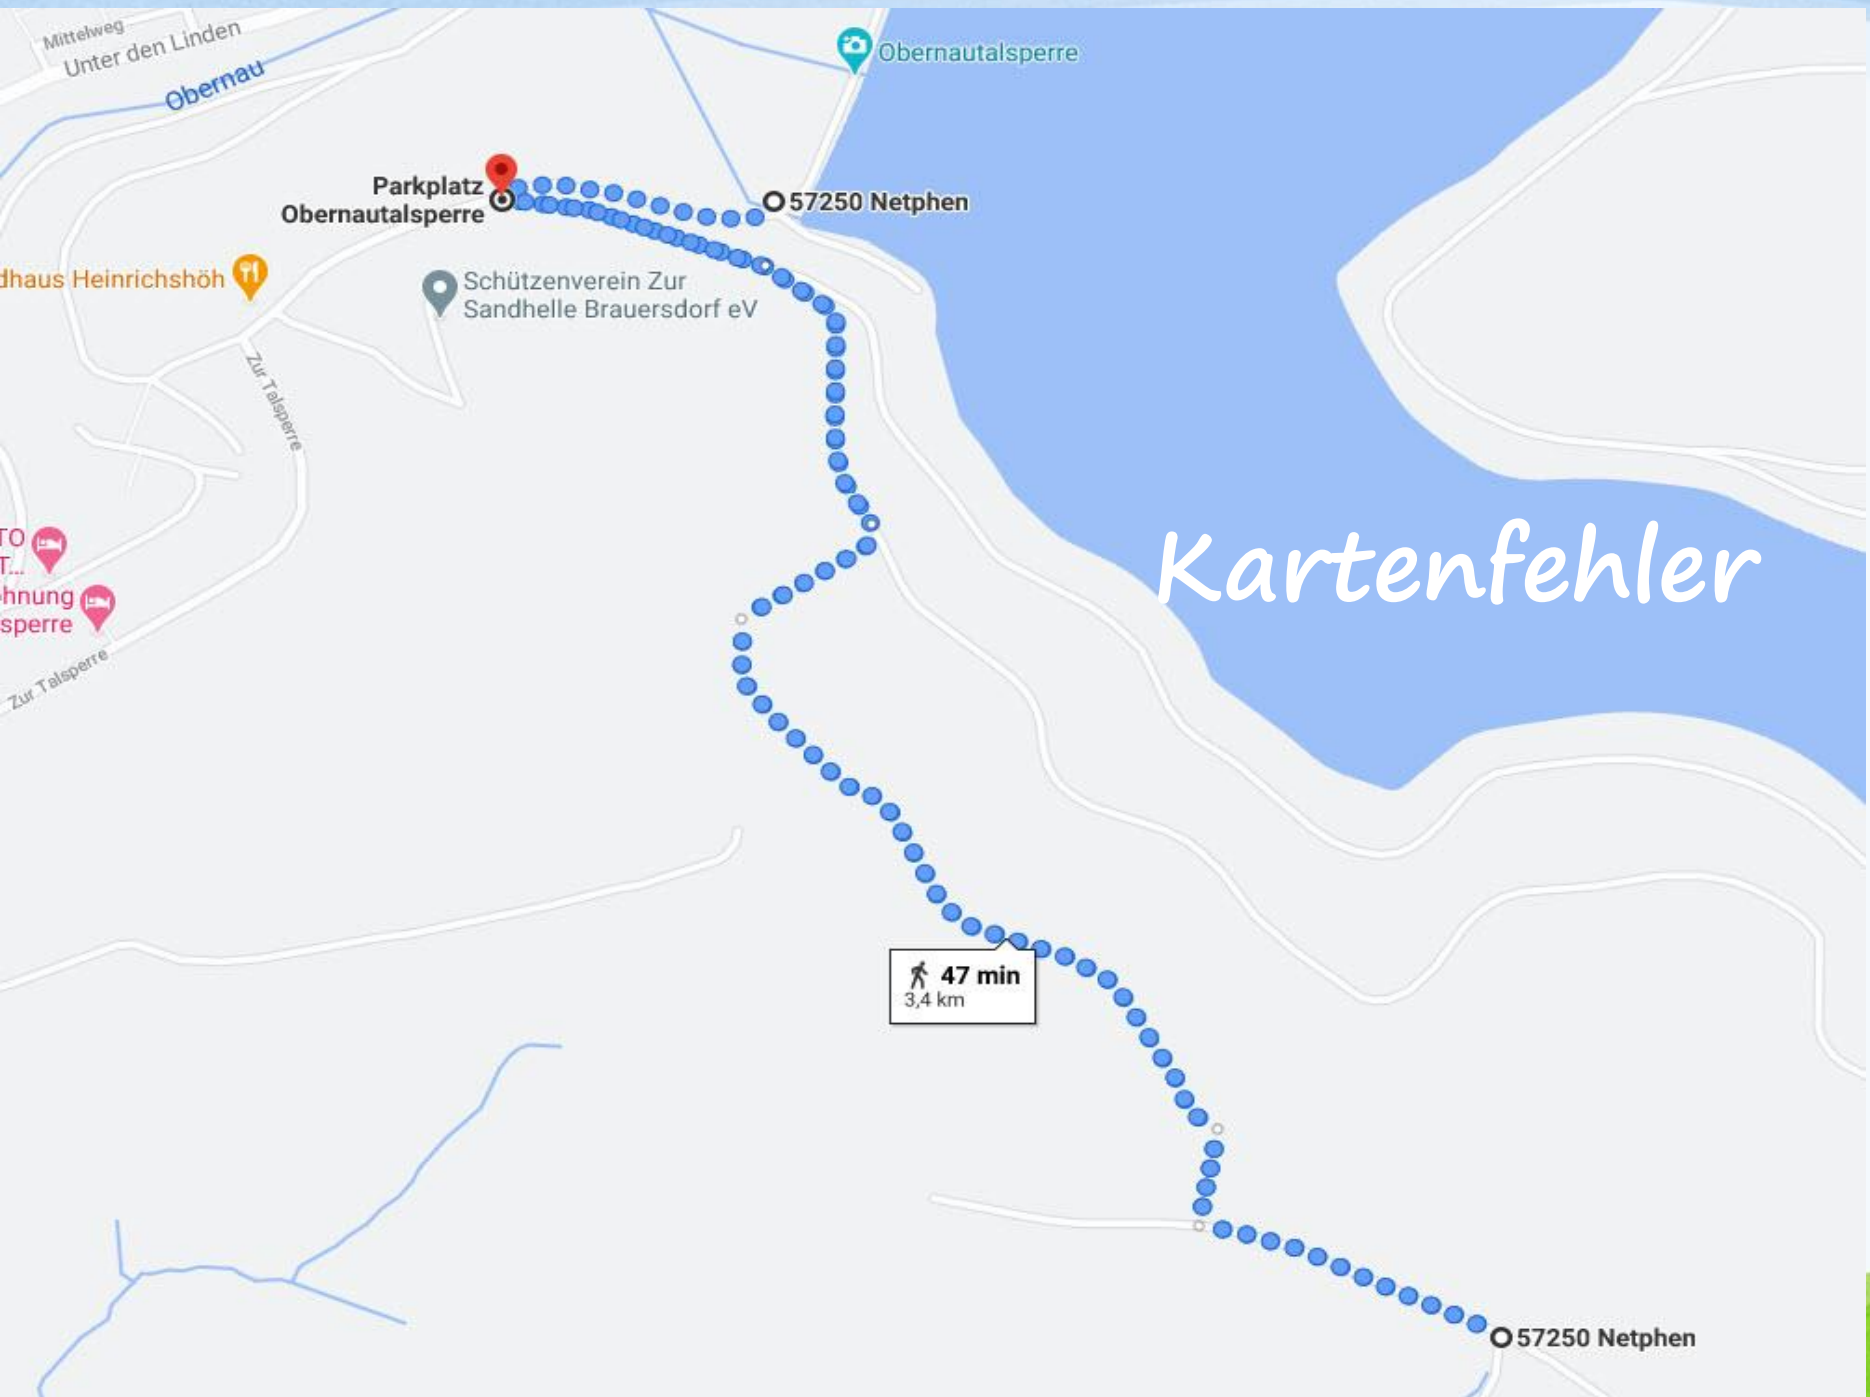 Mittelweg
Unter den Linden
Obernau
Obernautalsperre
Parkplatz
Obernautalsperre
57250 Netphen
dhaus Heinrichshöh
Schützenverein Zur
Sandhelle Brauersdorf eV
Zur Talsperre
Kartenfehler
TO
T...
hnung
sperre
Zur Talsperre
47 min
3,4 km
57250 Netphen